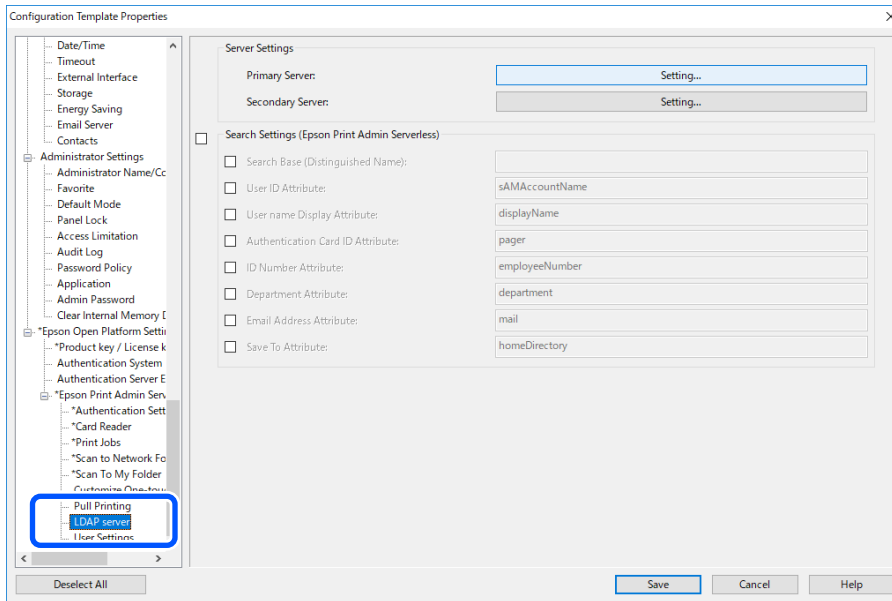 Configuration Template Properties
Date/Time
Timeout
External Interface
Storage
Energy Saving
Email Server
Contacts
Administrator Settings
Administrator Name/Co
Favorite
Default Mode
Panel Lock
Access Limitation
Audit Log
Password Policy
Application
Admin Password
Clear Internal Memory D
*Epson Open Platform Settin
*Product key / License k
Authentication System
Authentication Server E
*Epson Print Admin Serv
*Authentication Sett
*Card Reader
*Print Jobs
*Scan to Network Fo
*Scan To My Folder
Customize One-tou
Pull Printing
LDAP server
User Settings
Server Settings
Primary Server: Setting...
Secondary Server: Setting...
Search Settings (Epson Print Admin Serverless)
Search Base (Distinguished Name):
User ID Attribute: sAMAccountName
User name Display Attribute: displayName
Authentication Card ID Attribute: pager
ID Number Attribute: employeeNumber
Department Attribute: department
Email Address Attribute: mail
Save To Attribute: homeDirectory
Deselect All Save Cancel Help